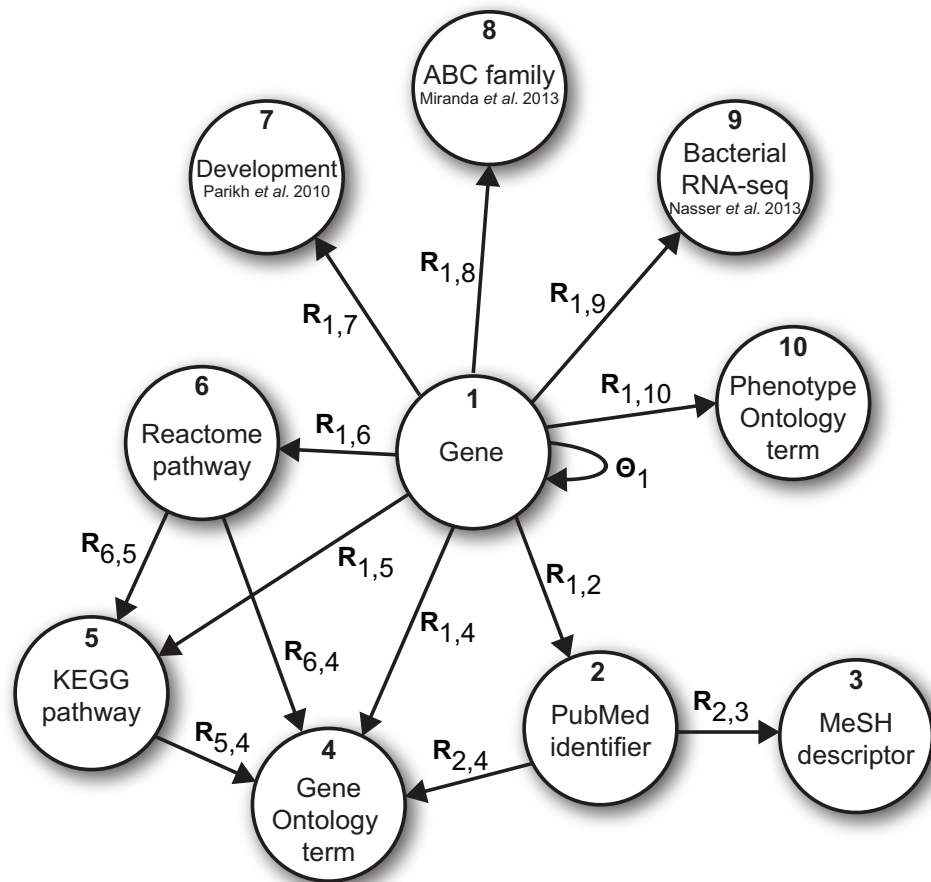 8
ABC family
Miranda et al. 2013
7
Development
Parikh et al. 2010
9
Bacterial
RNA-seq
Nasser et al. 2013
R1,8
R1,7
R1,9
10
Phenotype
Ontology
term
R1,10
6
Reactome
pathway
R1,6
1
Gene
Θ1
R6,5
R1,5
R1,2
R1,4
R6,4
5
KEGG
pathway
2
PubMed
identifier
R2,3
3
MeSH
descriptor
R5,4
R2,4
4
Gene
Ontology
term